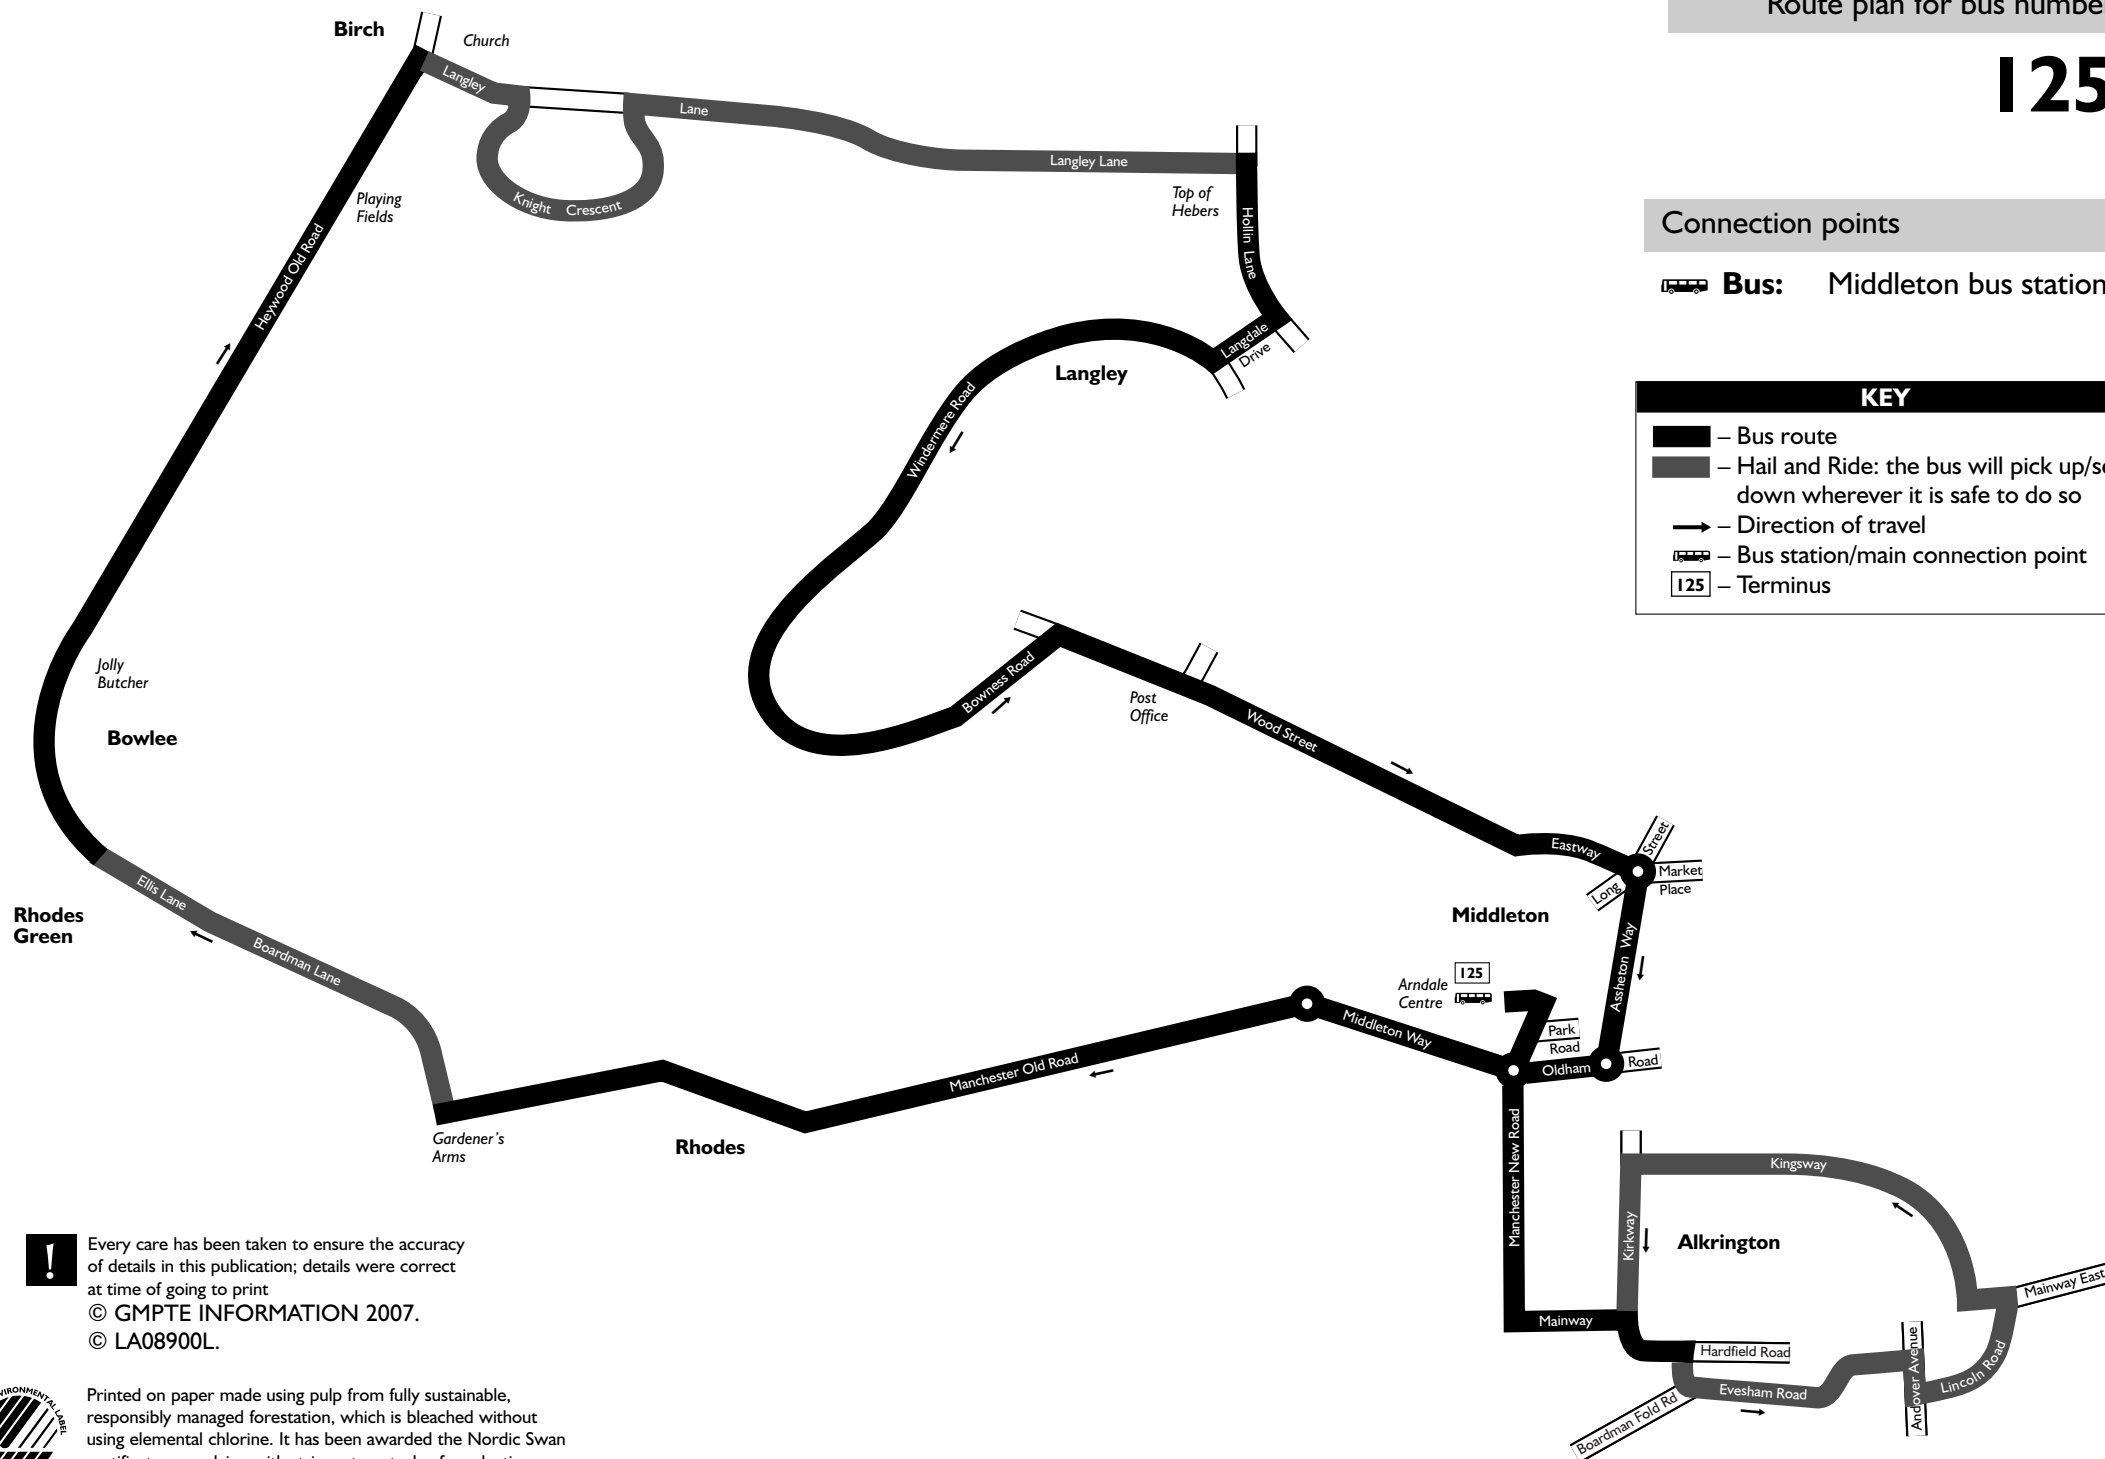 Route plan for bus number
125
Birch
Church
Langley
Lane
Langley Lane
Knight Crescent
Playing
Fields
Heywood Old Road
Top of
Hebers
Hollin Lane
Langdale
Drive
Langley
Windermere Road
Connection points
Bus: Middleton bus station
KEY
– Bus route
– Hail and Ride: the bus will pick up/se
down wherever it is safe to do so
– Direction of travel
– Bus station/main connection point
125 – Terminus
Jolly
Butcher
Bowlee
Bowness Road
Post
Office
Wood Street
Eastway
Long
Street
Market
Place
Middleton
Assheton Way
Ellis Lane
Rhodes
Green
Boardman Lane
Arndale
Centre
125
Park
Road
Oldham
Road
Middleton Way
Manchester Old Road
Gardener's
Arms
Rhodes
Manchester New Road
Kingsway
Kirkway
Alkrington
Mainway East
Mainway
Hardfield Road
Evesham Road
Andover Avenue
Lincoln Road
Boardman Fold Rd
! Every care has been taken to ensure the accuracy
of details in this publication; details were correct
at time of going to print
© GMPTE INFORMATION 2007.
© LA08900L.
VIRONMENTAL LABEL
Printed on paper made using pulp from fully sustainable,
responsibly managed forestation, which is bleached without
using elemental chlorine. It has been awarded the Nordic Swan